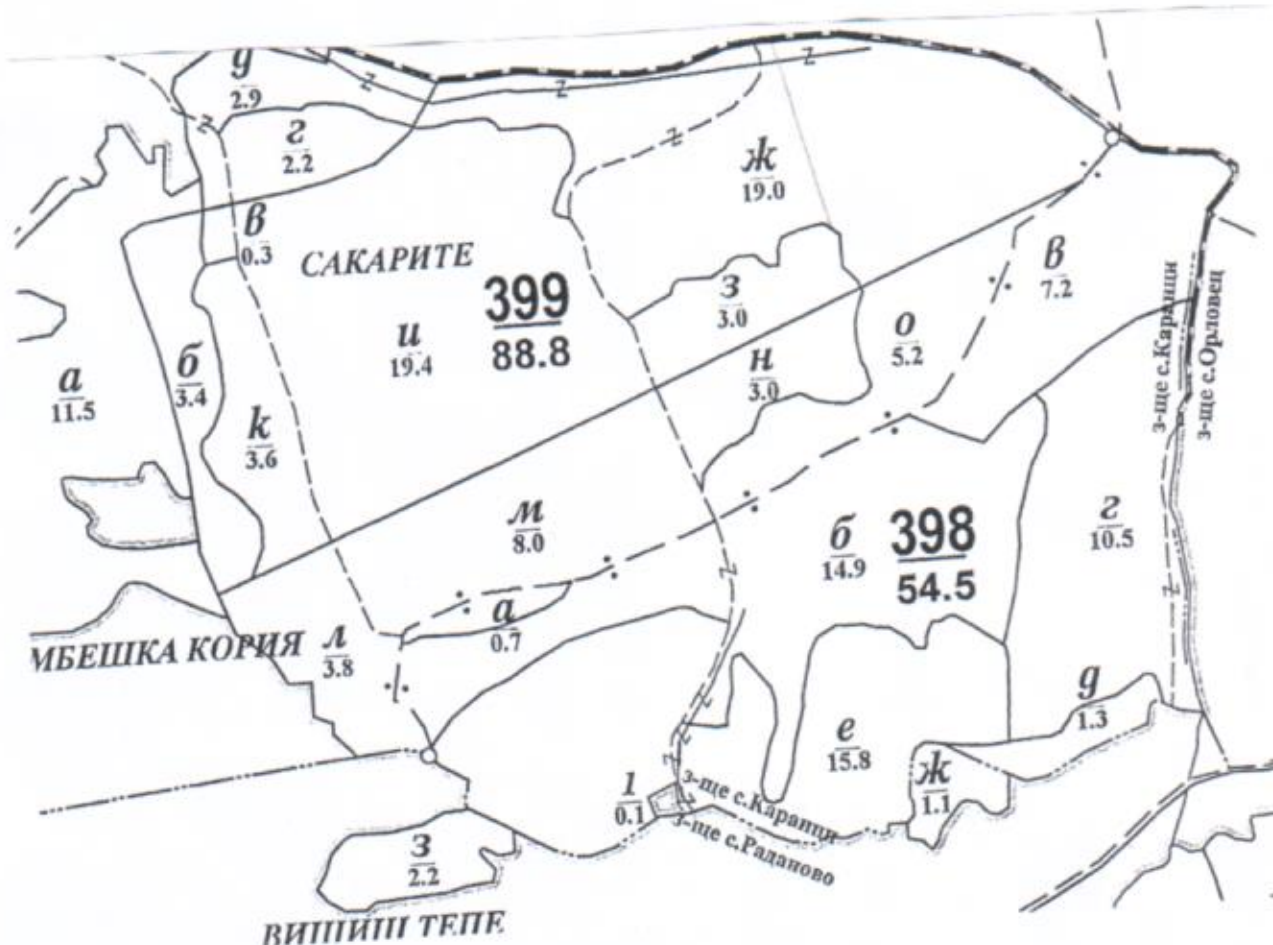 д
2.9
г
2.2
ж
19.0
в
0.3
САКАРИТЕ
399
88.8
з
3.0
в
7.2
о
5.2
и
19.4
н
3.0
а
11.5
б
3.4
к
3.6
з-ще с.Караиси
з-ще с.Орловец
м
8.0
б
14.9
398
54.5
г
10.5
а
0.7
МБЕШКА КОРИЯ
л
3.8
д
1.3
е
15.8
ж
1.1
1
0.1
з-ще с.Караиси
з-ще с.Раданово
з
2.2
ВИШИШ ТЕПЕ